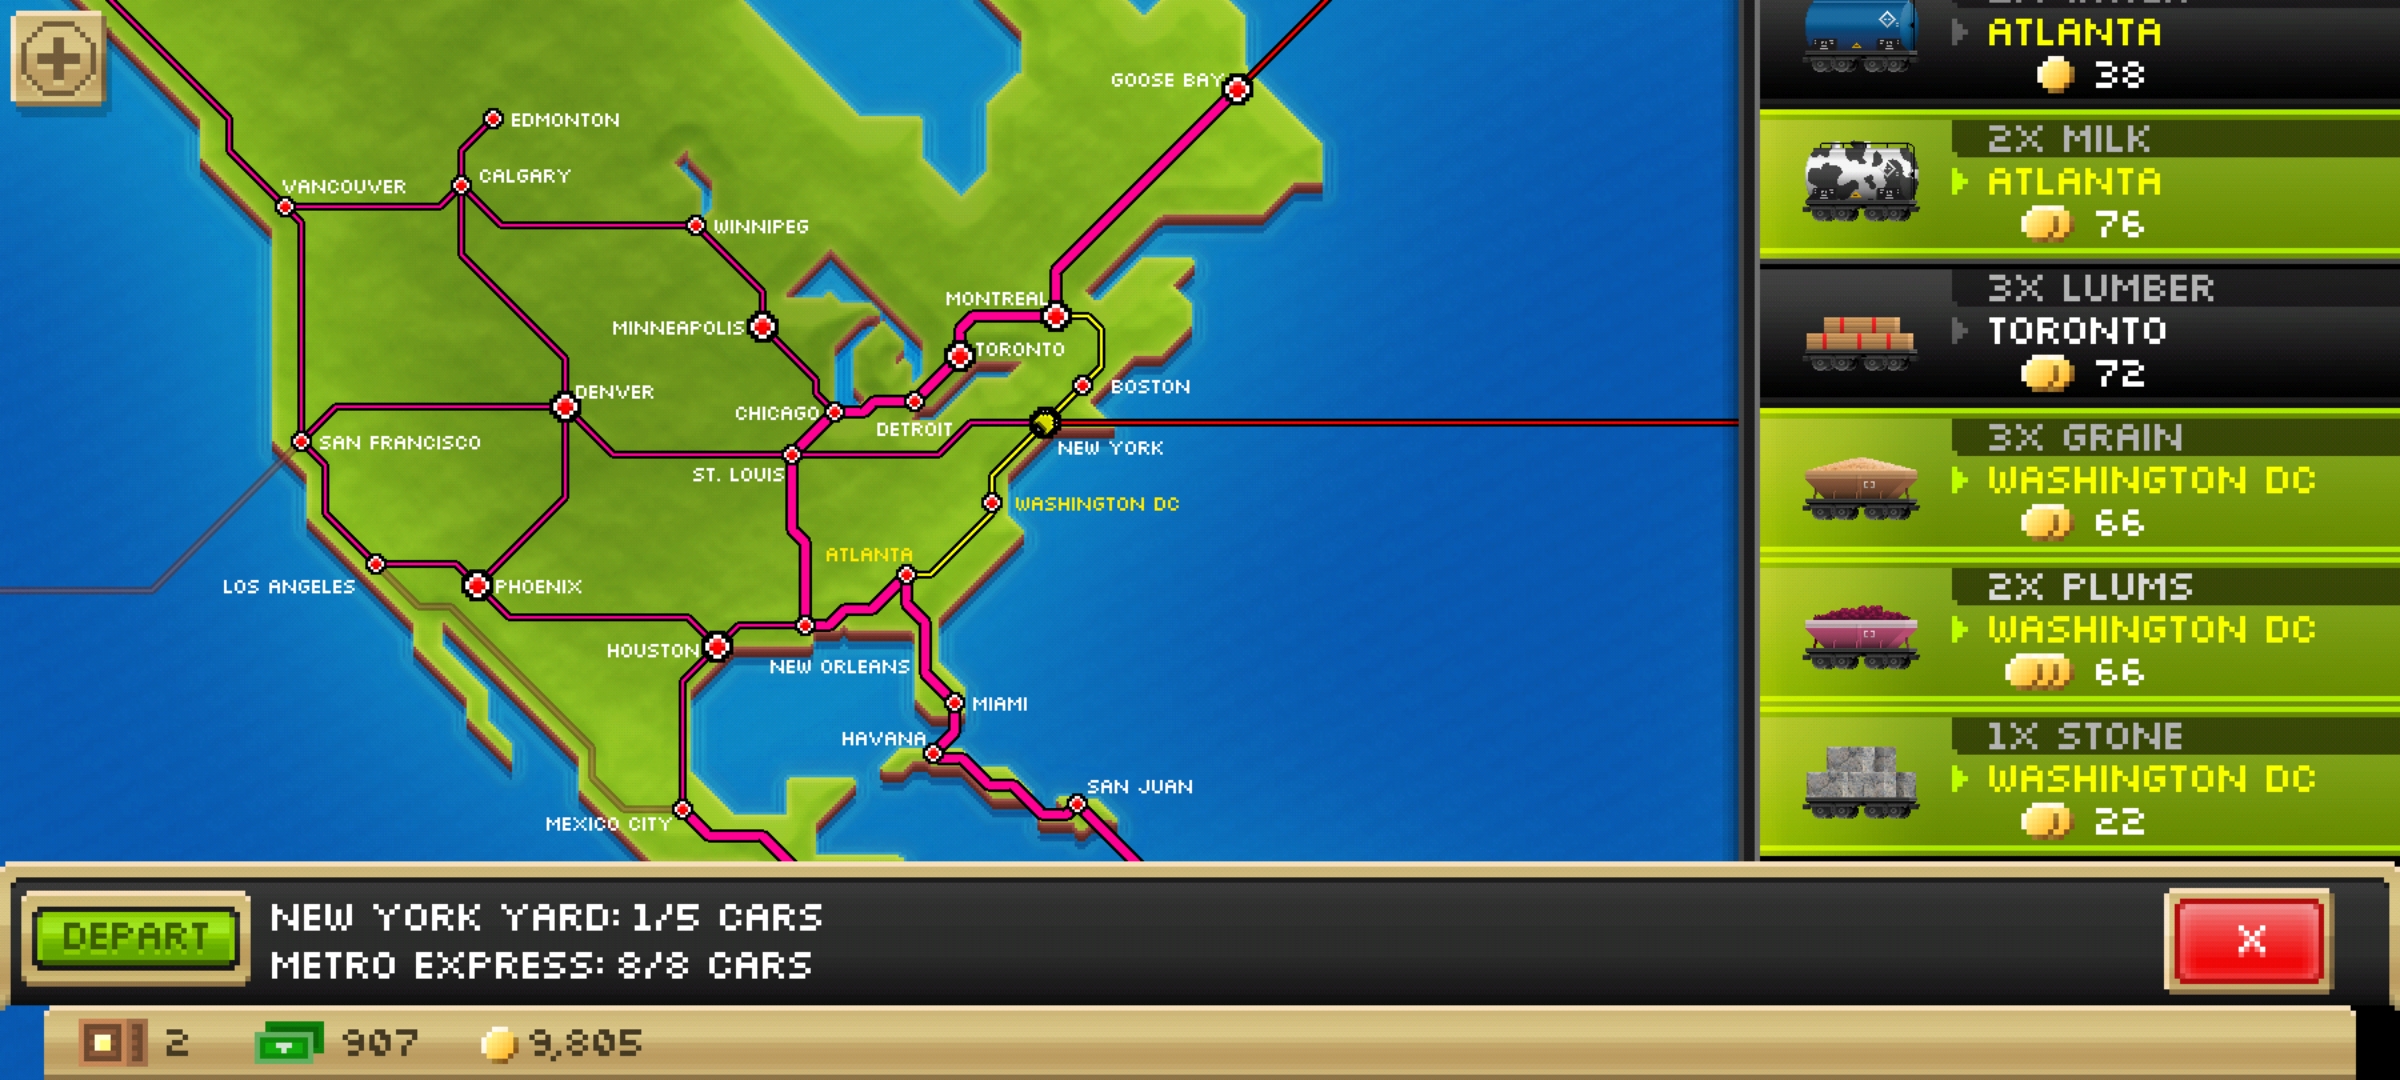 GOOSE BAY
EDMONTON
CALGARY
VANCOUVER
WINNIPEG
MONTREAL
MINNEAPOLIS
TORONTO
BOSTON
DENVER
CHICAGO
DETROIT
SAN FRANCISCO
NEW YORK
ST. LOUIS
WASHINGTON DC
ATLANTA
LOS ANGELES
PHOENIX
HOUSTON
NEW ORLEANS
MIAMI
HAVANA
SAN JUAN
MEXICO CITY
ATLANTA
38
2X MILK
ATLANTA
76
3X LUMBER
TORONTO
72
3X GRAIN
WASHINGTON DC
66
2X PLUMS
WASHINGTON DC
66
1X STONE
WASHINGTON DC
22
DEPART
NEW YORK YARD: 1/5 CARS
METRO EXPRESS: 8/8 CARS
X
2
907
9,805